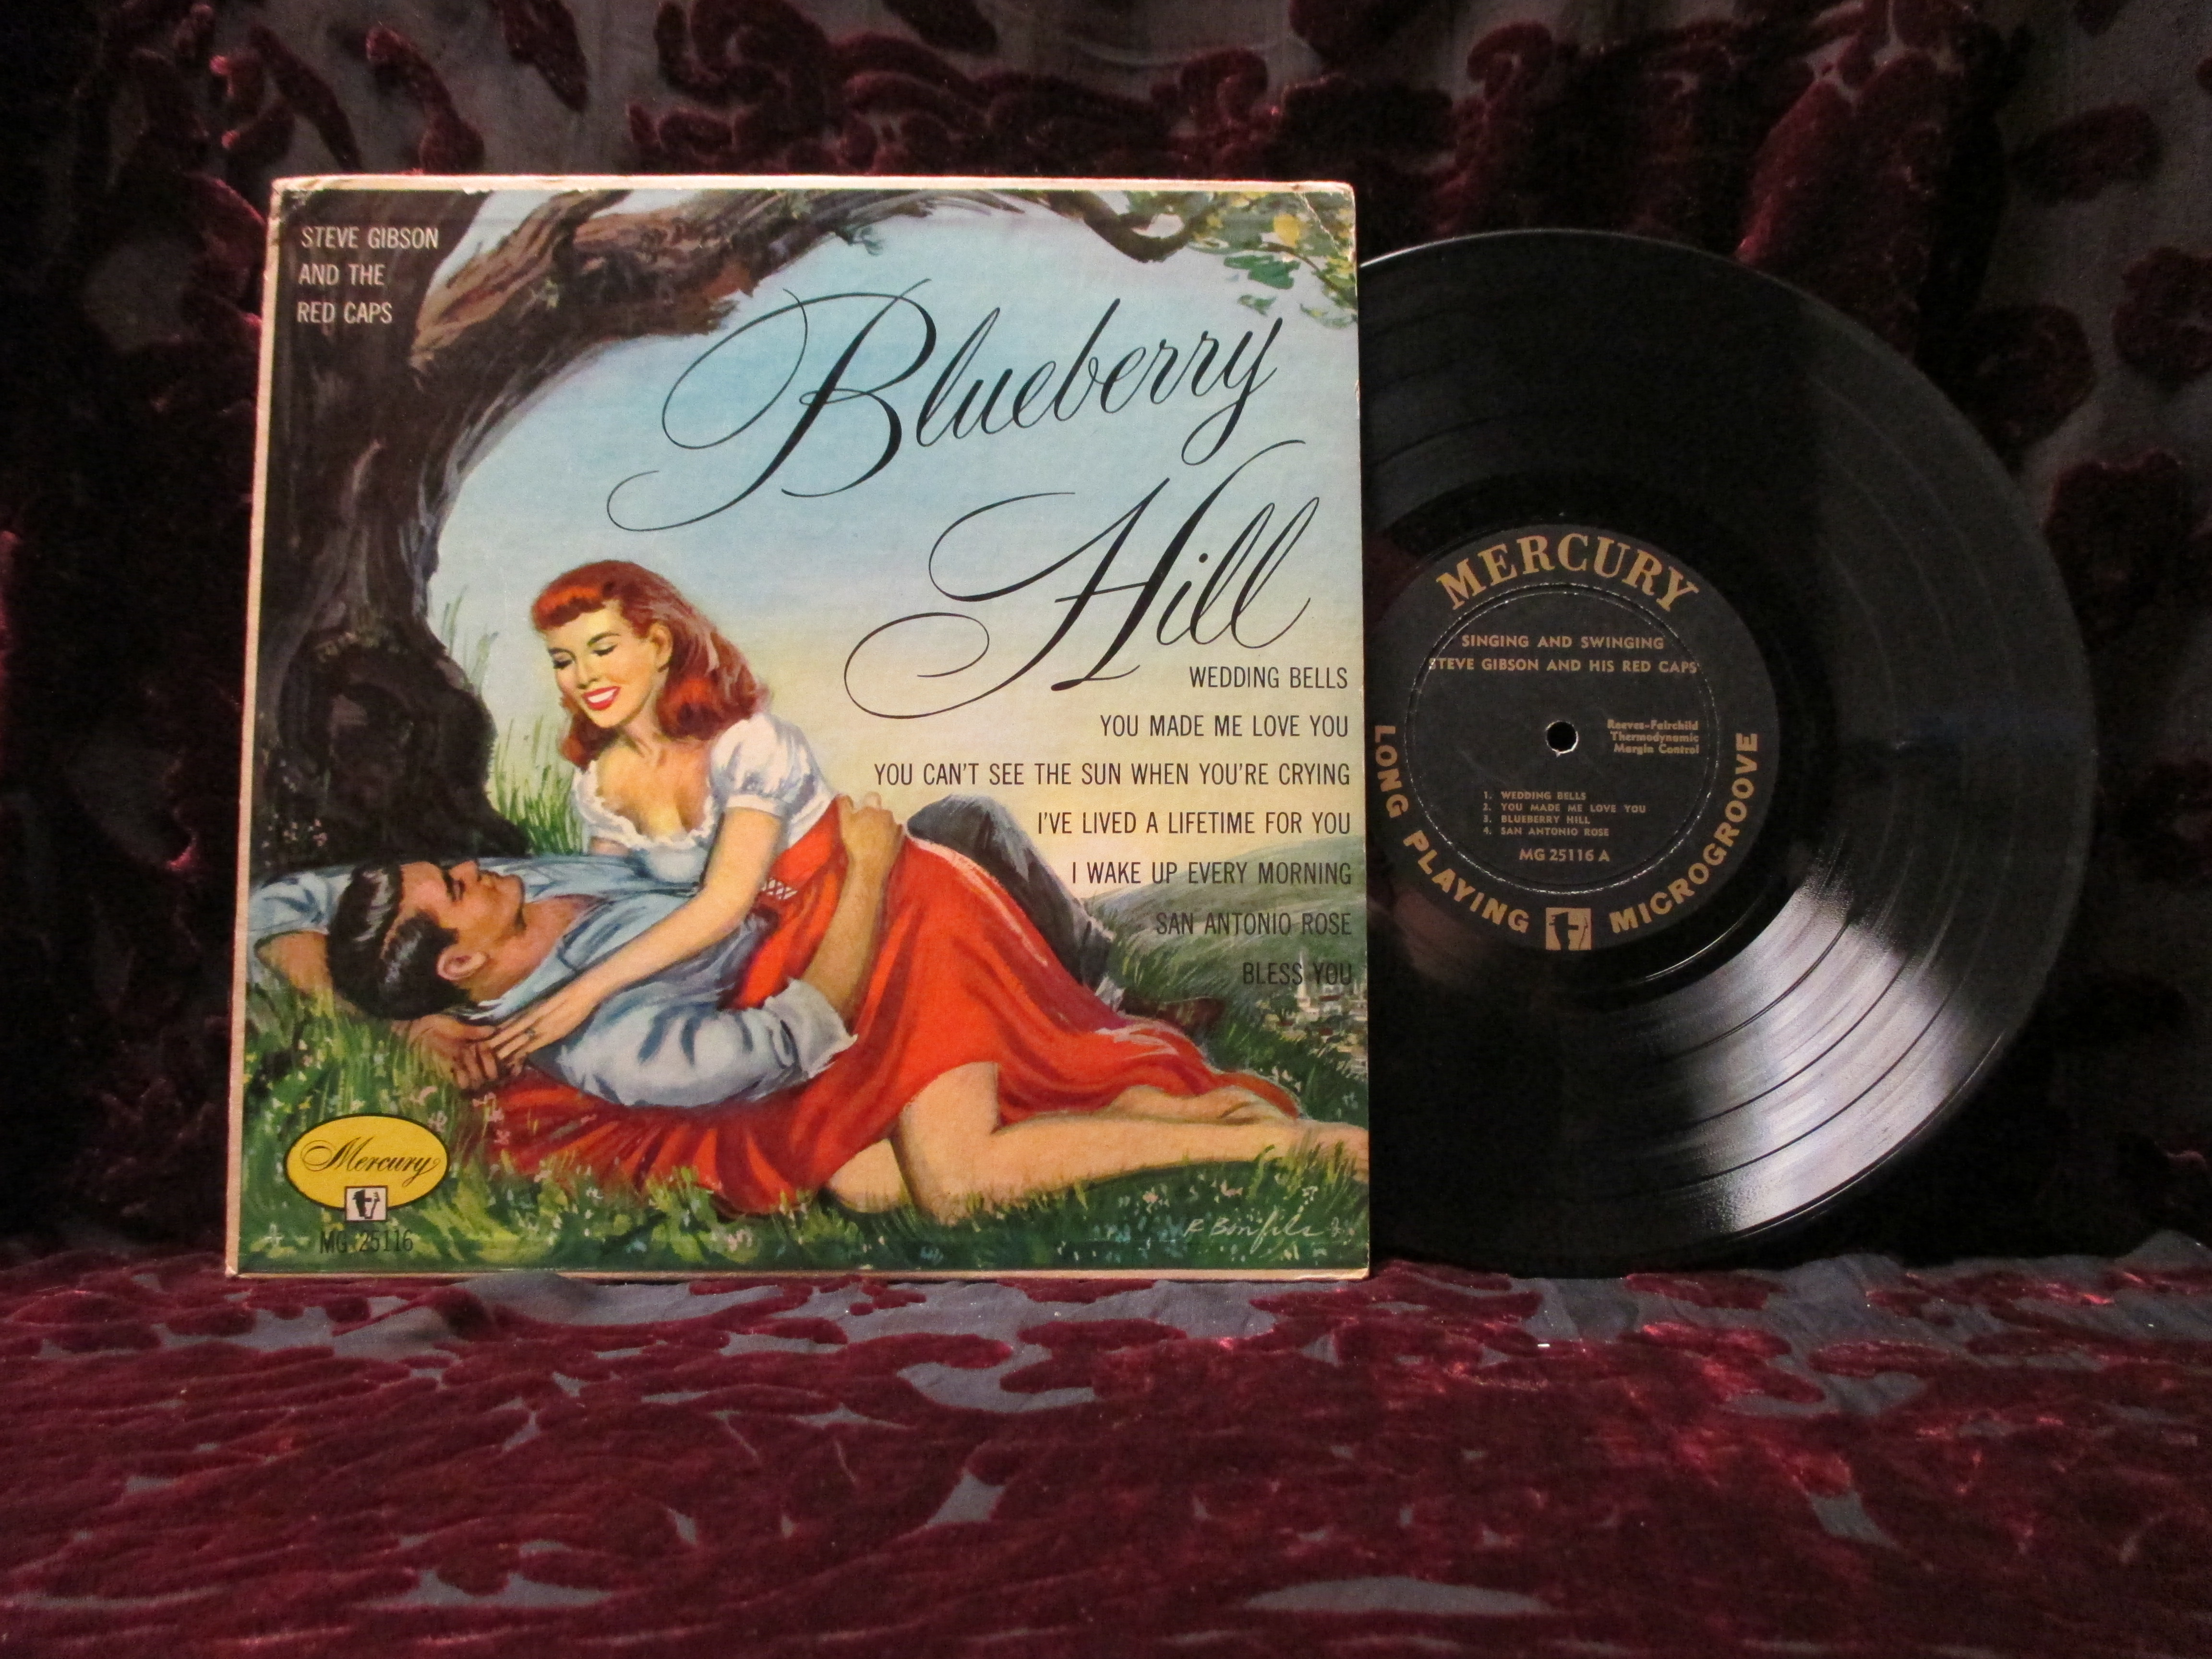 STEVE GIBSON
AND THE
RED CAPS
Blueberry
Hill
WEDDING BELLS
YOU MADE ME LOVE YOU
YOU CAN'T SEE THE SUN WHEN YOU'RE CRYING
I'VE LIVED A LIFETIME FOR YOU
I WAKE UP EVERY MORNING
SAN ANTONIO ROSE
BLESS YOU
Mercury
MG 25116
MERCURY
SINGING AND SWINGING
STEVE GIBSON AND HIS RED CAPS
Reeves-Fairchild
Thermodynamic
Margin Control
1. WEDDING BELLS
2. YOU MADE ME LOVE YOU
3. BLUEBERRY HILL
4. SAN ANTONIO ROSE
MG 25116 A
LONG PLAYING MICROGROOVE